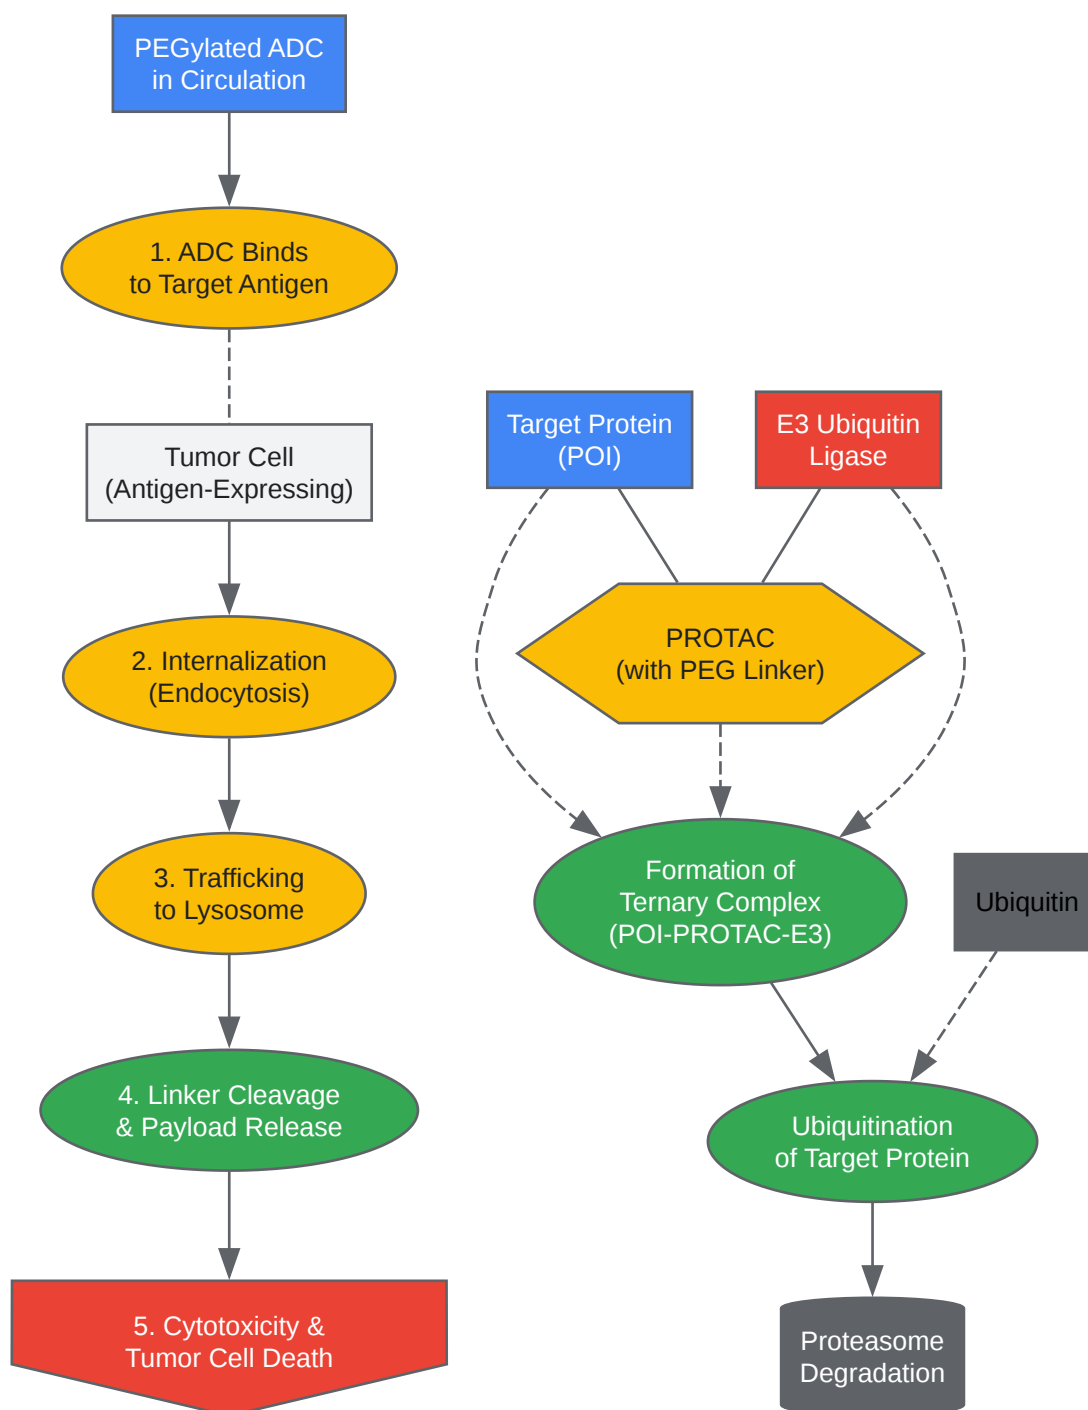 PEGylated ADC
in Circulation
1. ADC Binds
to Target Antigen
Tumor Cell
(Antigen-Expressing)
2. Internalization
(Endocytosis)
3. Trafficking
to Lysosome
4. Linker Cleavage
& Payload Release
5. Cytotoxicity &
Tumor Cell Death
Target Protein
(POI)
E3 Ubiquitin
Ligase
PROTAC
(with PEG Linker)
Formation of
Ternary Complex
(POI-PROTAC-E3)
Ubiquitin
Ubiquitination
of Target Protein
Proteasome
Degradation